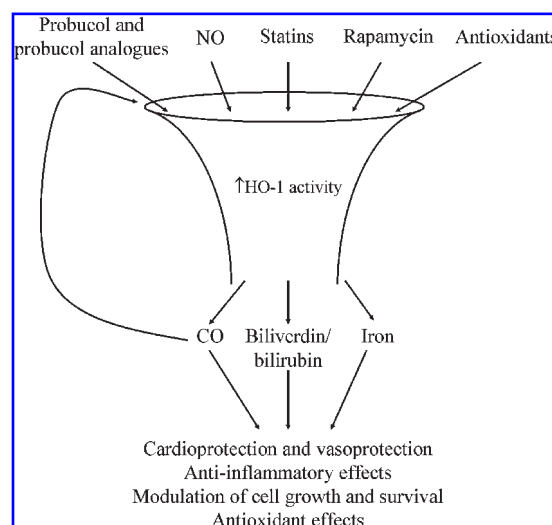 Probucol and
probucol analogues
NO
Statins
Rapamycin
Antioxidants
↑HO-1 activity
CO
Biliverdin/
bilirubin
Iron
Cardioprotection and vasoprotection
Anti-inflammatory effects
Modulation of cell growth and survival
Antioxidant effects